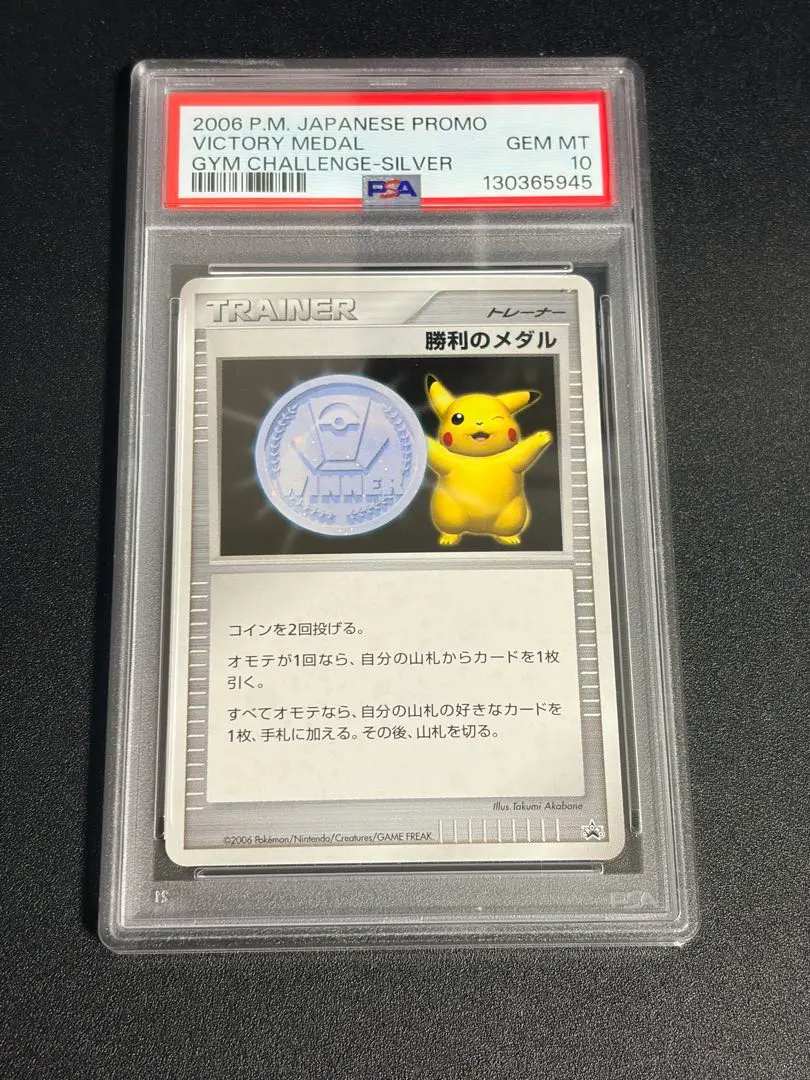 2006 P.M. JAPANESE PROMO
VICTORY MEDAL GEM MT
GYM CHALLENGE-SILVER 10
PSA 130365945
TRAINER トレーナー
勝利のメダル
WINNER
コインを2回投げる。
オモテが1回なら、自分の山札からカードを1枚
引く。
すべてオモテなら、自分の山札の好きなカードを
1枚、手札に加える。その後、山札を切る。
Illus. Takumi Akabane
©2006 Pokémon/Nintendo/Creatures/GAME FREAK.
PSA